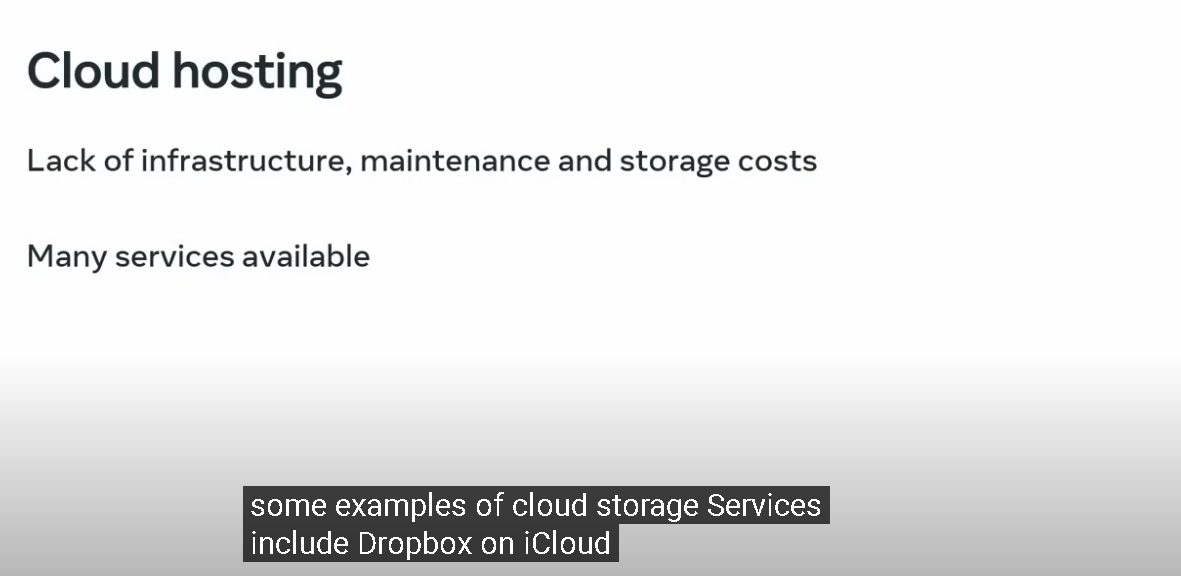 Cloud hosting
Lack of infrastructure, maintenance and storage costs
Many services available
some examples of cloud storage Services
include Dropbox on iCloud